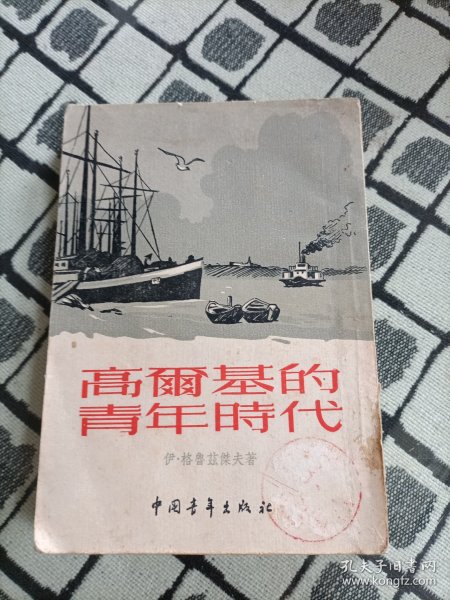 高爾基的
青年時代
伊·格魯茲傑夫著
中国青年出版社
孔夫子旧书网
www.kongfz.com